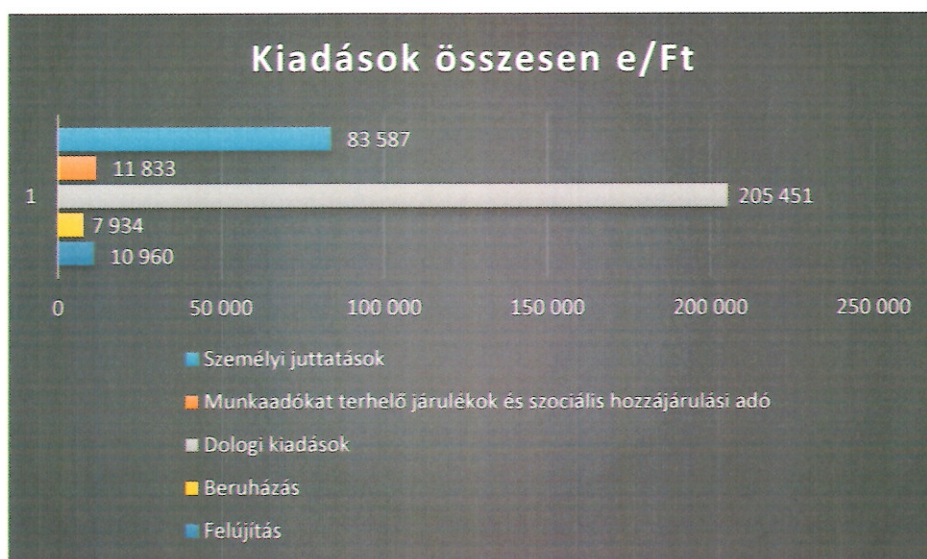 Kiadások összesen e/Ft
83 587
11 833
1
205 451
7 934
10 960
0 50 000 100 000 150 000 200 000 250 000
Személyi juttatások
Munkaadókat terhelő járulékok és szociális hozzájárulási adó
Dologi kiadások
Beruházás
Felújítás